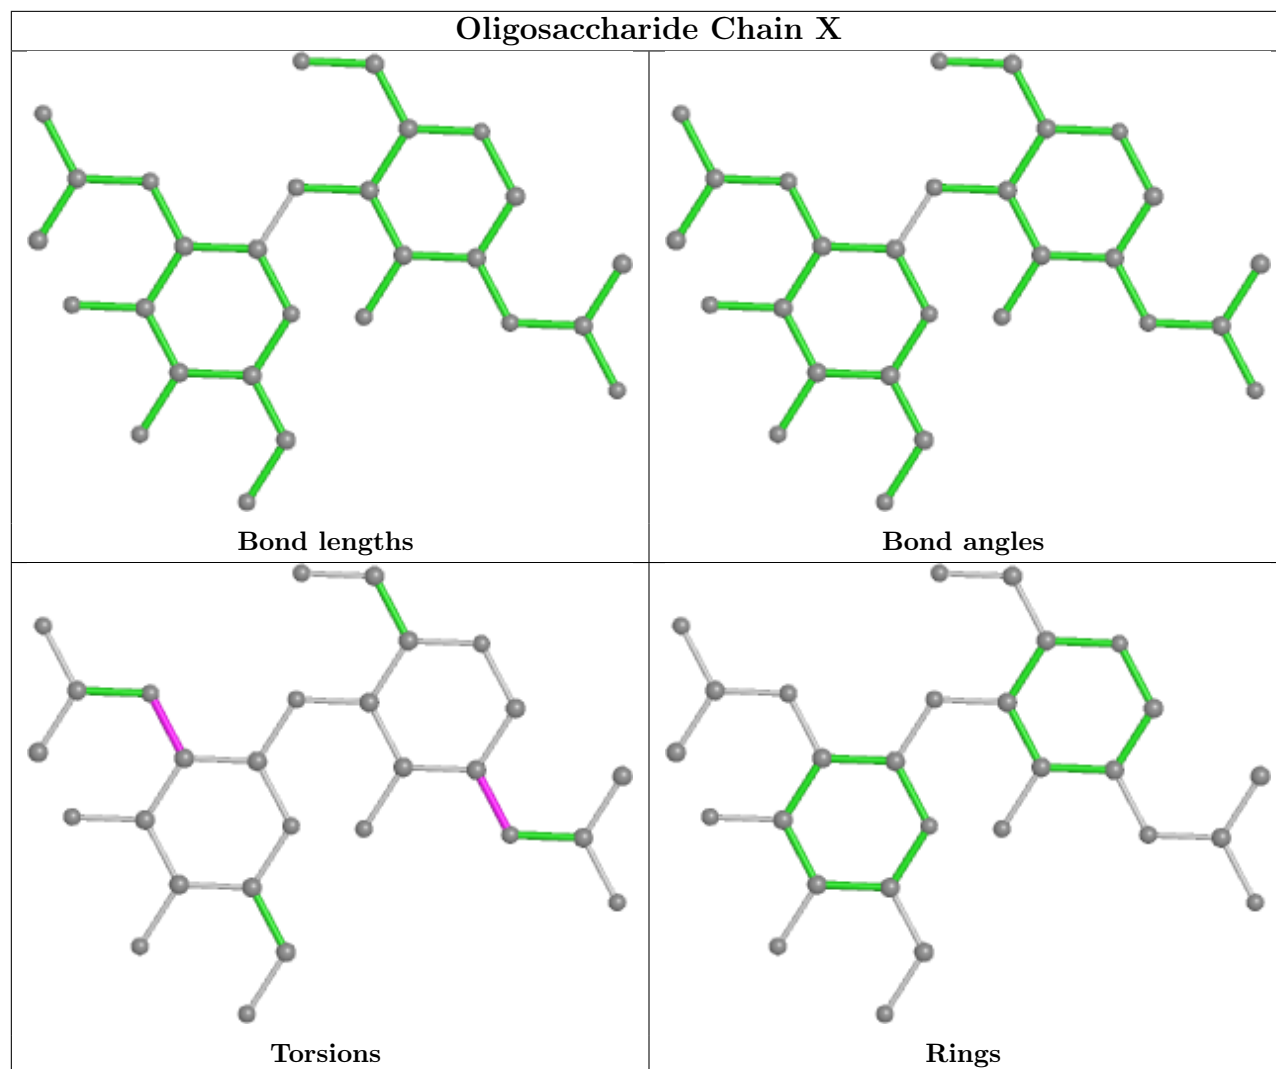 Oligosaccharide Chain X
Bond lengths
Bond angles
Torsions
Rings